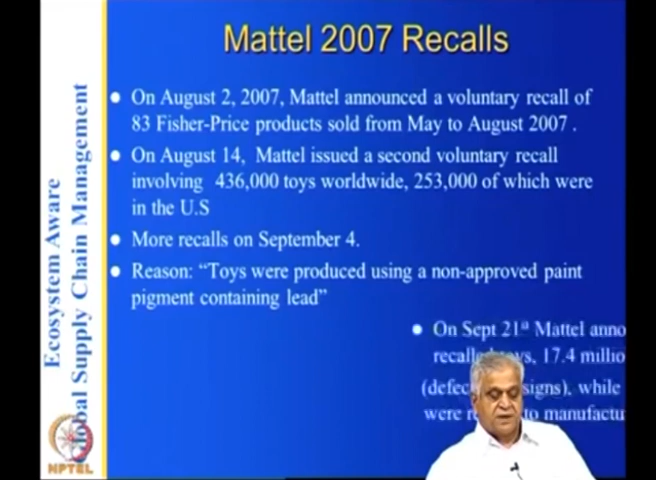 Mattel 2007 Recalls
On August 2, 2007, Mattel announced a voluntary recall of
83 Fisher-Price products sold from May to August 2007 .
On August 14, Mattel issued a second voluntary recall
involving 436,000 toys worldwide, 253,000 of which were
in the U.S
More recalls on September 4.
Reason: “Toys were produced using a non-approved paint
pigment containing lead”
On Sept 21st Mattel
17.4
while
were to
Ecosystem Aware
Global Supply Chain Management
NPTEL